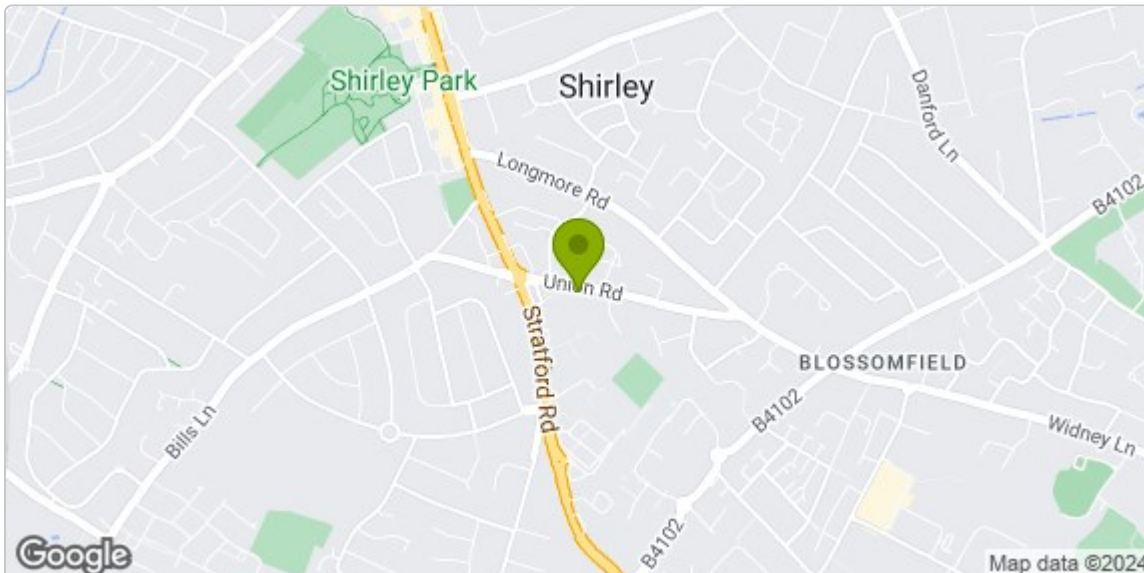 Shirley Park
Shirley
Danford Ln
Longmore Rd
B4102
Union Rd
Stratford Rd
BLOSSOMFIELD
B4102
Widney Ln
Bills Ln
B4102
Google
Map data ©2024